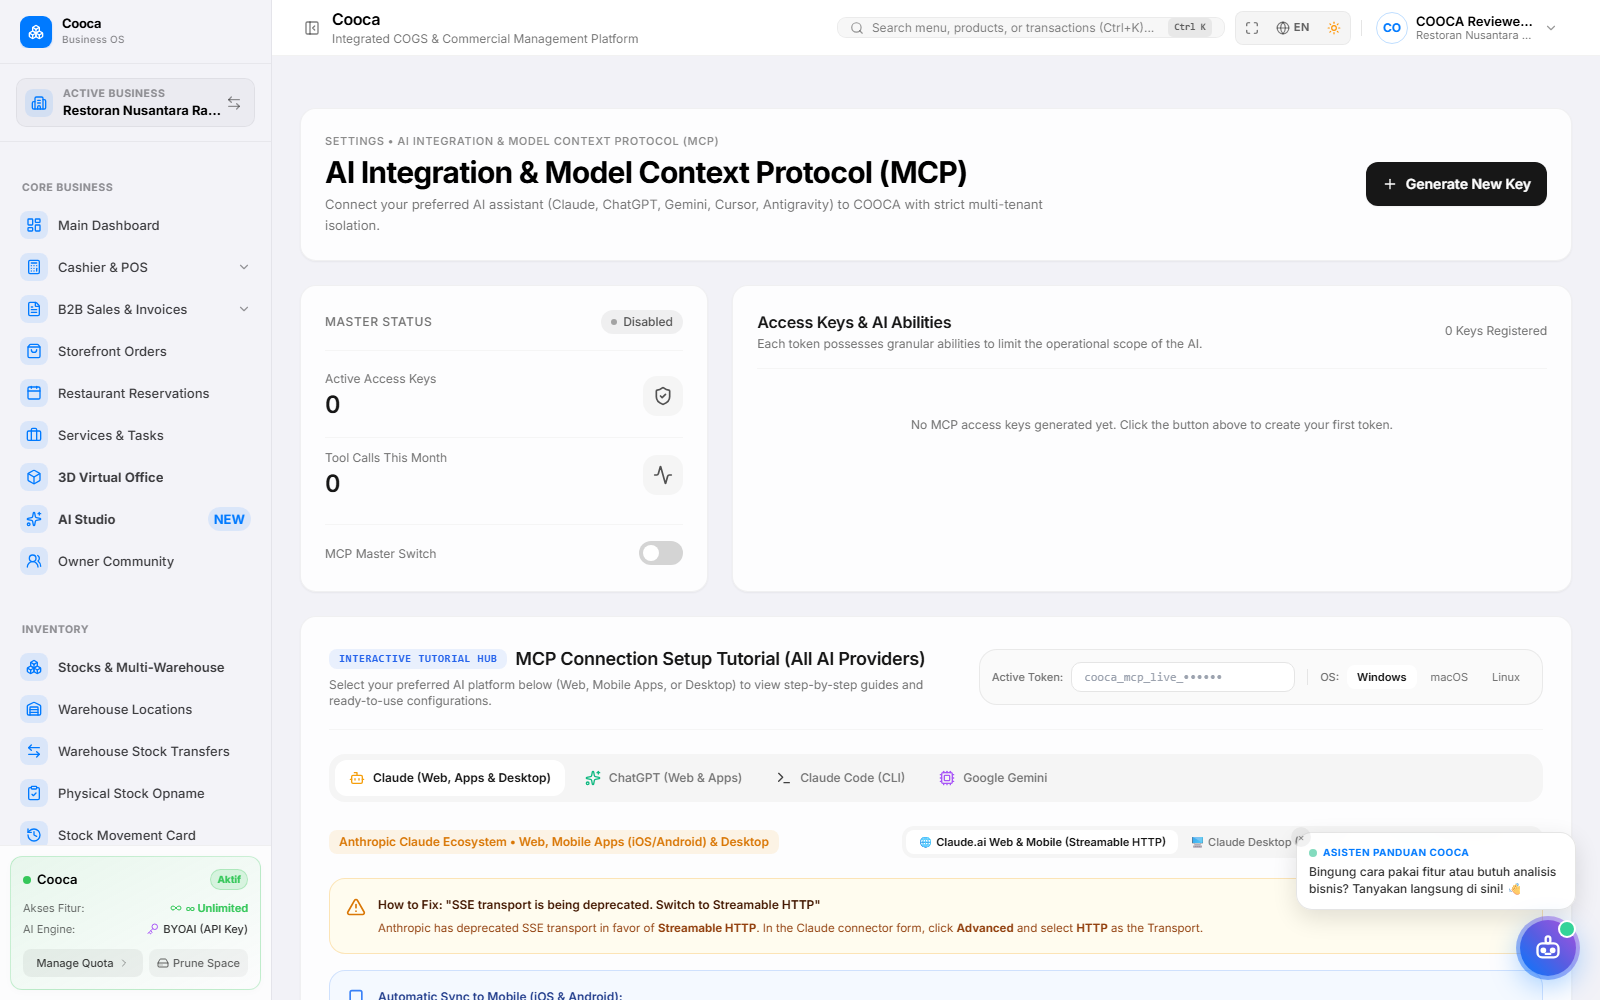 Cooca
Business OS
ACTIVE BUSINESS
Restoran Nusantara Ra...
CORE BUSINESS
Main Dashboard
Cashier & POS
B2B Sales & Invoices
Storefront Orders
Restaurant Reservations
Services & Tasks
3D Virtual Office
AI Studio NEW
Owner Community
INVENTORY
Stocks & Multi-Warehouse
Warehouse Locations
Warehouse Stock Transfers
Physical Stock Opname
Stock Movement Card
Cooca Aktif
Akses Fitur: ∞ Unlimited
AI Engine: BYOAI (API Key)
Manage Quota
Prune Space
Cooca
Integrated COGS & Commercial Management Platform
Search menu, products, or transactions (Ctrl+K)... Ctrl K
EN
CO
COOCA Reviewe...
Restoran Nusantara ...
SETTINGS • AI INTEGRATION & MODEL CONTEXT PROTOCOL (MCP)
AI Integration & Model Context Protocol (MCP)
Connect your preferred AI assistant (Claude, ChatGPT, Gemini, Cursor, Antigravity) to COOCA with strict multi-tenant
isolation.
+ Generate New Key
MASTER STATUS
Disabled
Active Access Keys
0
Tool Calls This Month
0
MCP Master Switch
Access Keys & AI Abilities
Each token possesses granular abilities to limit the operational scope of the AI.
0 Keys Registered
No MCP access keys generated yet. Click the button above to create your first token.
INTERACTIVE TUTORIAL HUB MCP Connection Setup Tutorial (All AI Providers)
Select your preferred AI platform below (Web, Mobile Apps, or Desktop) to view step-by-step guides and
ready-to-use configurations.
Active Token: cooca_mcp_live_••••••
OS: Windows macOS Linux
Claude (Web, Apps & Desktop)
ChatGPT (Web & Apps)
Claude Code (CLI)
Google Gemini
Anthropic Claude Ecosystem • Web, Mobile Apps (iOS/Android) & Desktop
Claude.ai Web & Mobile (Streamable HTTP)
Claude Desktop
How to Fix: "SSE transport is being deprecated. Switch to Streamable HTTP"
Anthropic has deprecated SSE transport in favor of Streamable HTTP. In the Claude connector form, click Advanced and select HTTP as the Transport.
Automatic Sync to Mobile (iOS & Android):
ASISTEN PANDUAN COOCA
Bingung cara pakai fitur atau butuh analisis
bisnis? Tanyakan langsung di sini! 👋